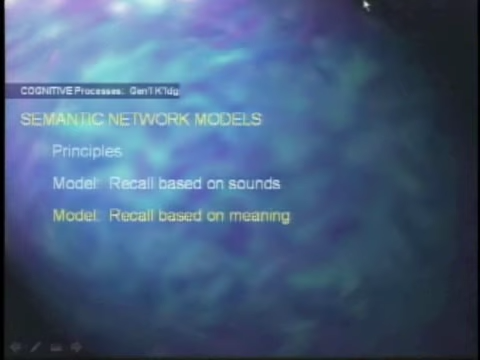 COGNITIVE Processes: Gen'l K'ldg
SEMANTIC NETWORK MODELS
Principles
Model: Recall based on sounds
Model: Recall based on meaning